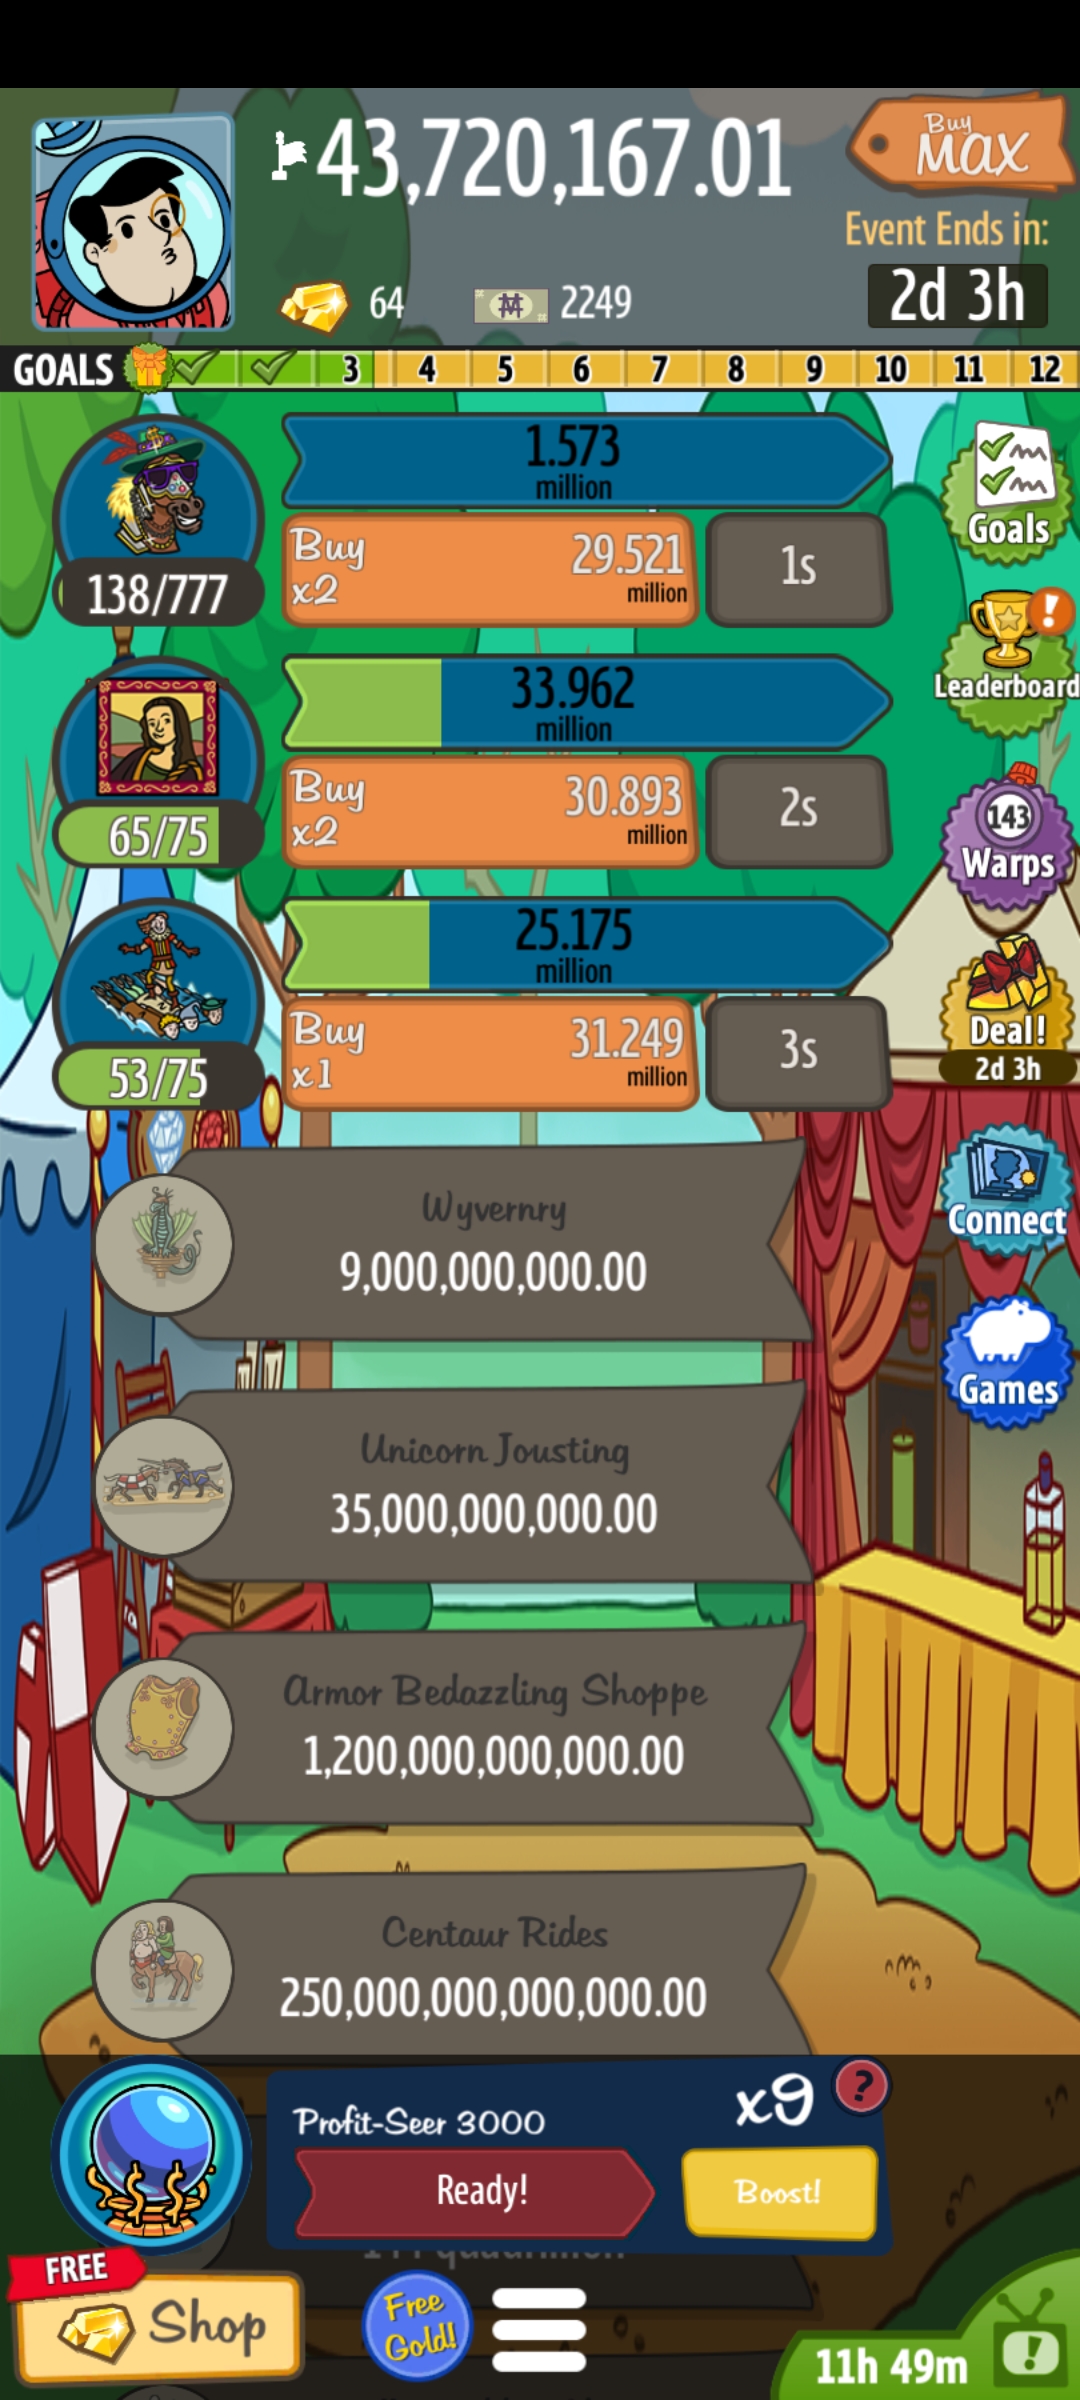 43,720,167.01
Buy
MAX
Event Ends in:
64
2249
2d 3h
GOALS 3 4 5 6 7 8 9 10 11 12
1.573
million
Buy
x2
29.521
million
1s
138/777
Goals
33.962
million
Leaderboard
Buy
x2
30.893
million
2s
65/75
143
Warps
25.175
million
Buy
x1
31.249
million
3s
53/75
Deal!
2d 3h
Wyvernry
9,000,000,000.00
Connect
Unicorn Jousting
35,000,000,000.00
Games
Armor Bedazzling Shoppe
1,200,000,000,000.00
Centaur Rides
250,000,000,000,000.00
Profit-Seer 3000
x9
?
Ready!
Boost!
FREE
Shop
Free
Gold!
11h 49m